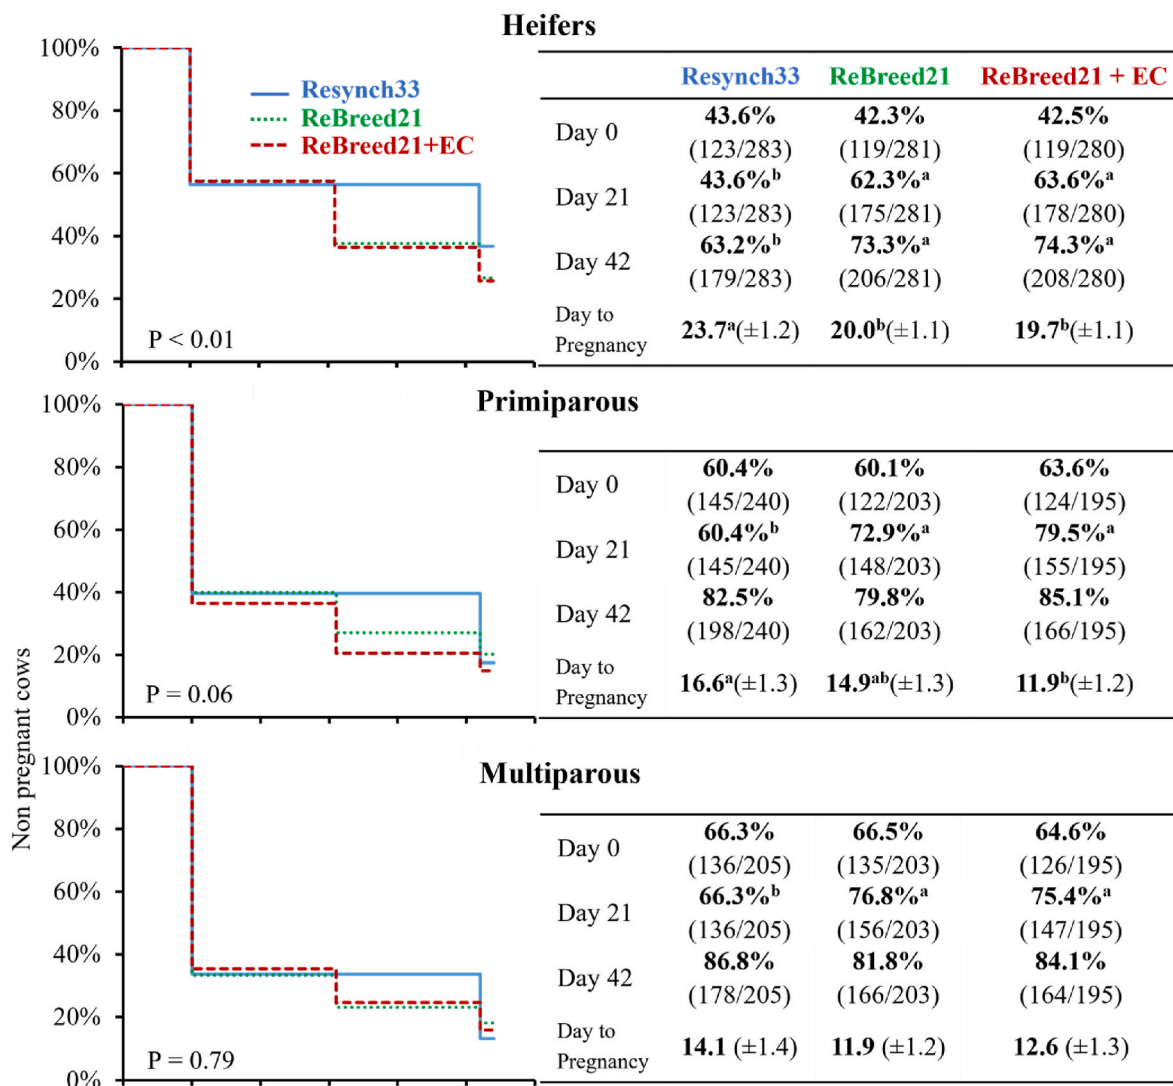 Heifers
100%
80%
60%
40%
20%
0%
Resynch33
ReBreed21
ReBreed21+EC
P < 0.01
Resynch33 ReBreed21 ReBreed21 + EC
Day 0 43.6% 42.3% 42.5%
(123/283) (119/281) (119/280)
Day 21 43.6%ᵇ 62.3%ᵃ 63.6%ᵃ
(123/283) (175/281) (178/280)
Day 42 63.2%ᵇ 73.3%ᵃ 74.3%ᵃ
(179/283) (206/281) (208/280)
Day to
Pregnancy 23.7ᵃ(±1.2) 20.0ᵇ(±1.1) 19.7ᵇ(±1.1)
Primiparous
100%
80%
60%
40%
20%
0%
P = 0.06
Day 0 60.4% 60.1% 63.6%
(145/240) (122/203) (124/195)
Day 21 60.4%ᵇ 72.9%ᵃ 79.5%ᵃ
(145/240) (148/203) (155/195)
Day 42 82.5% 79.8% 85.1%
(198/240) (162/203) (166/195)
Day to
Pregnancy 16.6ᵃ(±1.3) 14.9ᵃᵇ(±1.3) 11.9ᵇ(±1.2)
Non pregnant cows
Multiparous
100%
80%
60%
40%
20%
0%
P = 0.79
Day 0 66.3% 66.5% 64.6%
(136/205) (135/203) (126/195)
Day 21 66.3%ᵇ 76.8%ᵃ 75.4%ᵃ
(136/205) (156/203) (147/195)
Day 42 86.8% 81.8% 84.1%
(178/205) (166/203) (164/195)
Day to
Pregnancy 14.1 (±1.4) 11.9 (±1.2) 12.6 (±1.3)